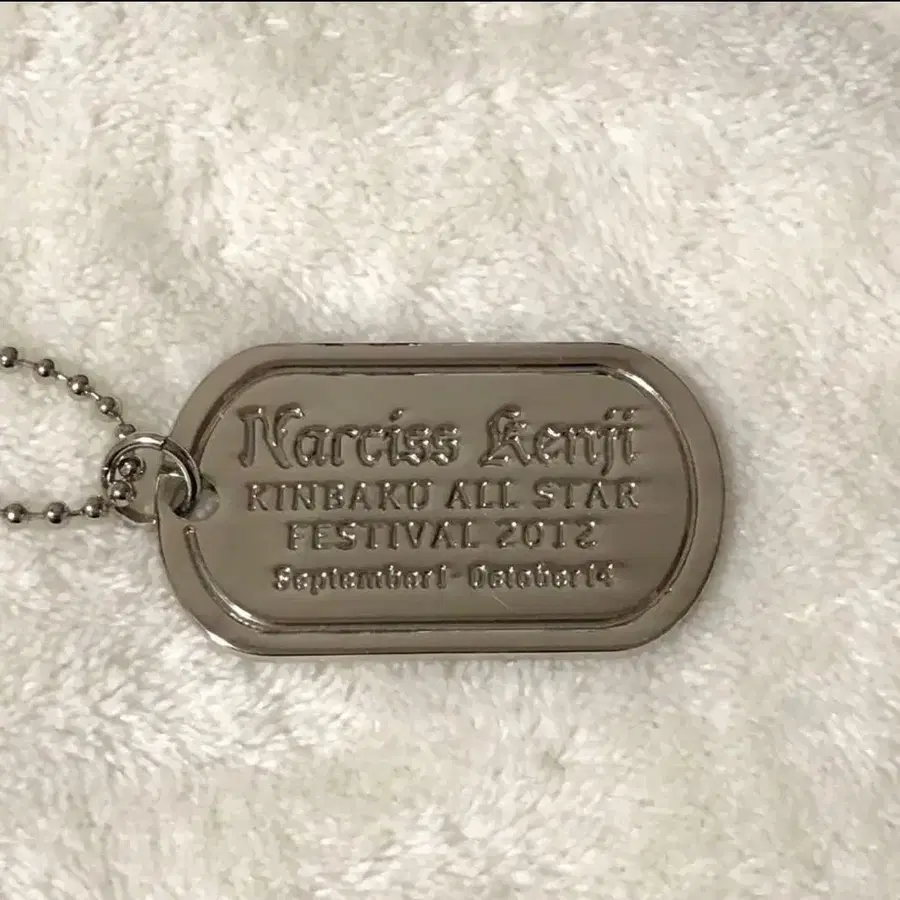 Narciss Kenji
KINBAKU ALL STAR
FESTIVAL 2012
September1-October14